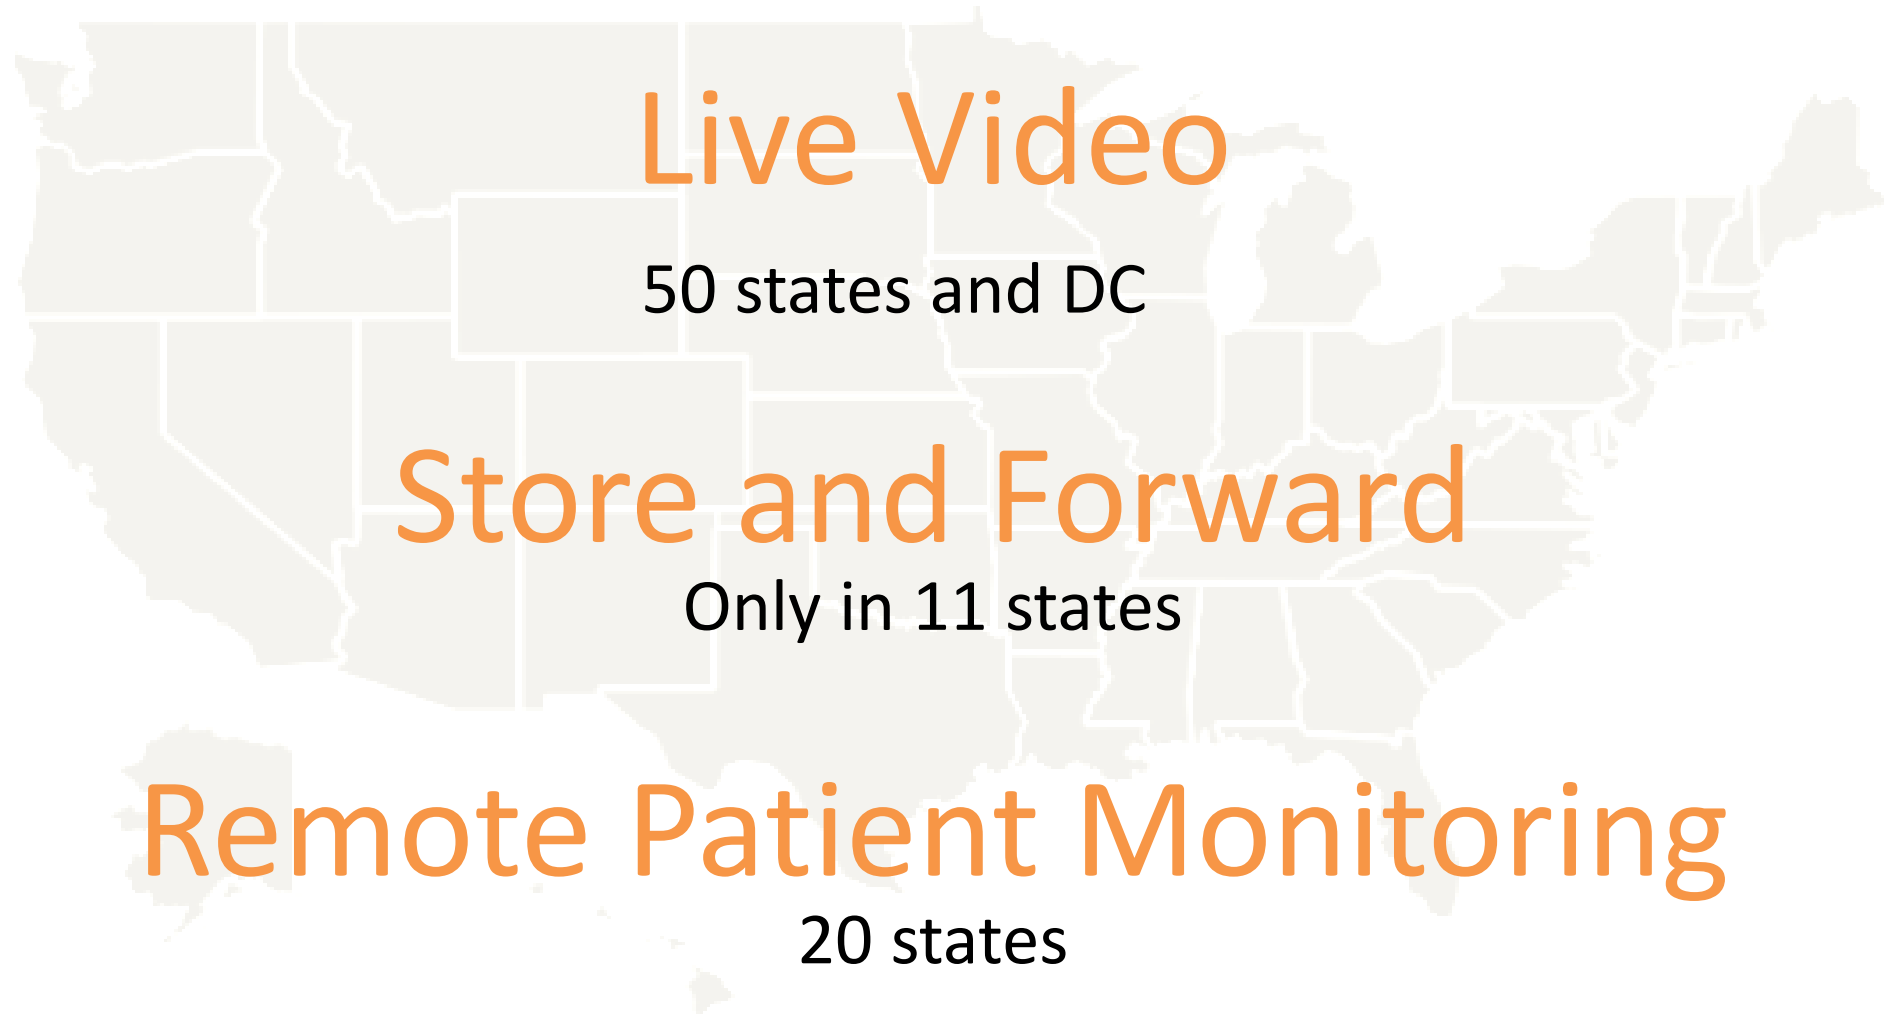 Live Video
50 states and DC
Store and Forward
Only in 11 states
Remote Patient Monitoring
20 states